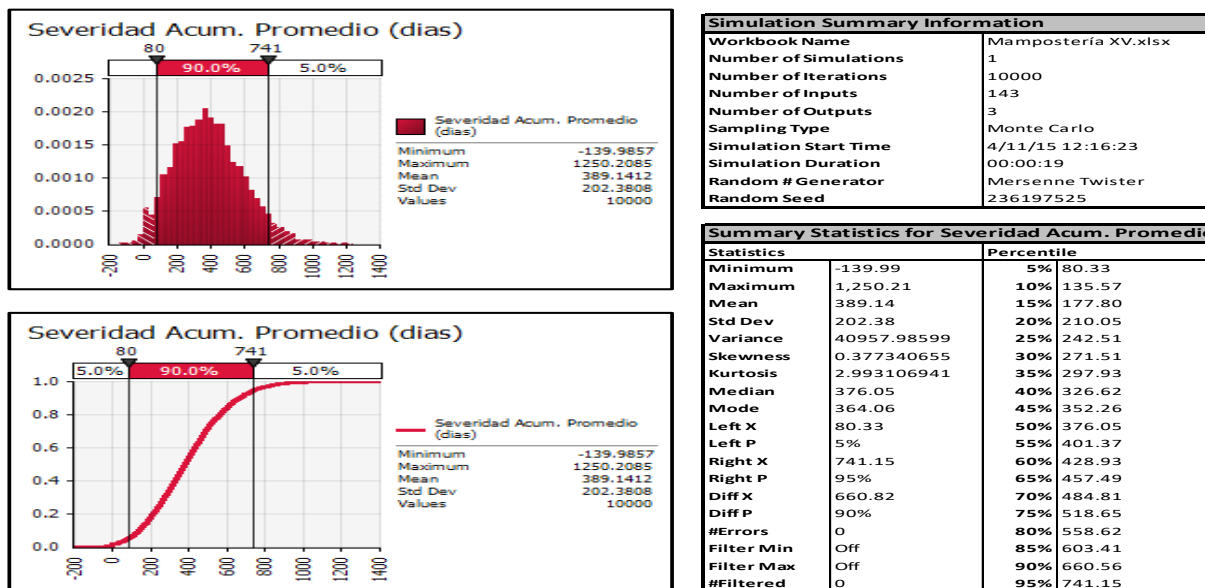 Severidad Acum. Promedio (dias)
80 741
90.0% 5.0%
0.0025
0.0020
0.0015
0.0010
0.0005
0.0000
-200 0 200 400 600 800 1000 1200 1400
Severidad Acum. Promedio
(dias)
Minimum -139.9857
Maximum 1250.2085
Mean 389.1412
Std Dev 202.3808
Values 10000
Severidad Acum. Promedio (dias)
80 741
5.0% 90.0% 5.0%
1.0
0.8
0.6
0.4
0.2
0.0
-200 0 200 400 600 800 1000 1200 1400
Severidad Acum. Promedio
(dias)
Minimum -139.9857
Maximum 1250.2085
Mean 389.1412
Std Dev 202.3808
Values 10000
Simulation Summary Information
Workbook Name Mampostería XV.xlsx
Number of Simulations 1
Number of Iterations 10000
Number of Inputs 143
Number of Outputs 3
Sampling Type Monte Carlo
Simulation Start Time 4/11/15 12:16:23
Simulation Duration 00:00:19
Random # Generator Mersenne Twister
Random Seed 236197525
Summary Statistics for Severidad Acum. Promedio
Statistics Percentile
Minimum -139.99 5% 80.33
Maximum 1,250.21 10% 135.57
Mean 389.14 15% 177.80
Std Dev 202.38 20% 210.05
Variance 40957.98599 25% 242.51
Skewness 0.377340655 30% 271.51
Kurtosis 2.993106941 35% 297.93
Median 376.05 40% 326.62
Mode 364.06 45% 352.26
Left X 80.33 50% 376.05
Left P 5% 55% 401.37
Right X 741.15 60% 428.93
Right P 95% 65% 457.49
Diff X 660.82 70% 484.81
Diff P 90% 75% 518.65
#Errors 0 80% 558.62
Filter Min Off 85% 603.41
Filter Max Off 90% 660.56
#Filtered 0 95% 741.15